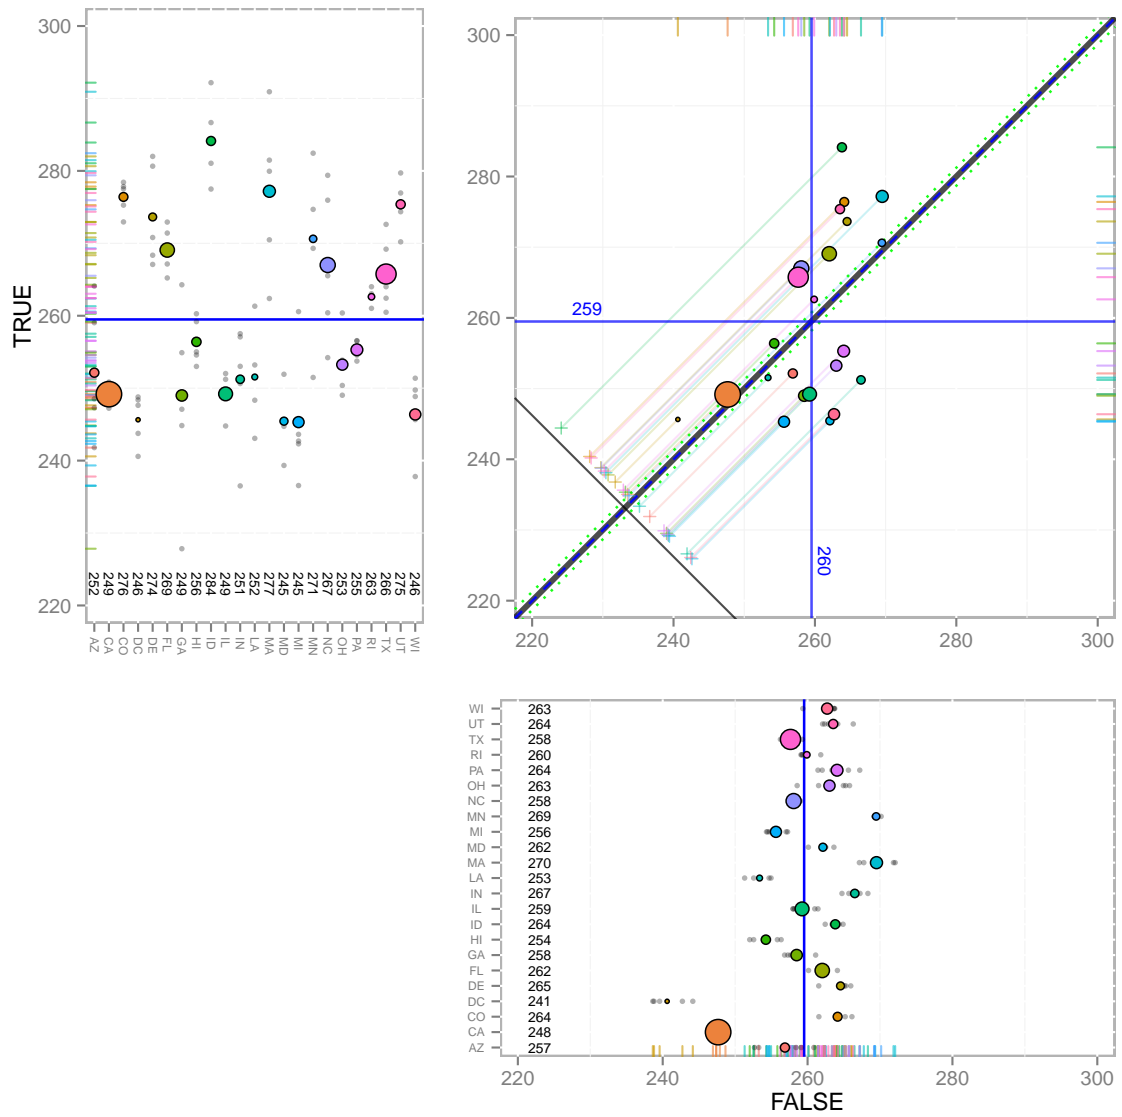 300
280
260
240
220
TRUE
252
249
276
246
274
269
249
256
284
249
251
252
277
245
245
271
267
253
255
263
266
275
246
AZ
CA
CO
DC
DE
FL
GA
HI
ID
IL
IN
LA
MA
MD
MI
MN
NC
OH
PA
RI
TX
UT
WI
300
280
260
240
220
259
260
220 240 260 280 300
WI 263
UT 264
TX 258
RI 260
PA 264
OH 263
NC 258
MN 269
MI 256
MD 262
MA 270
LA 253
IN 267
IL 259
ID 264
HI 254
GA 258
FL 262
DE 265
DC 241
CO 264
CA 248
AZ 257
220 240 260 280 300
FALSE